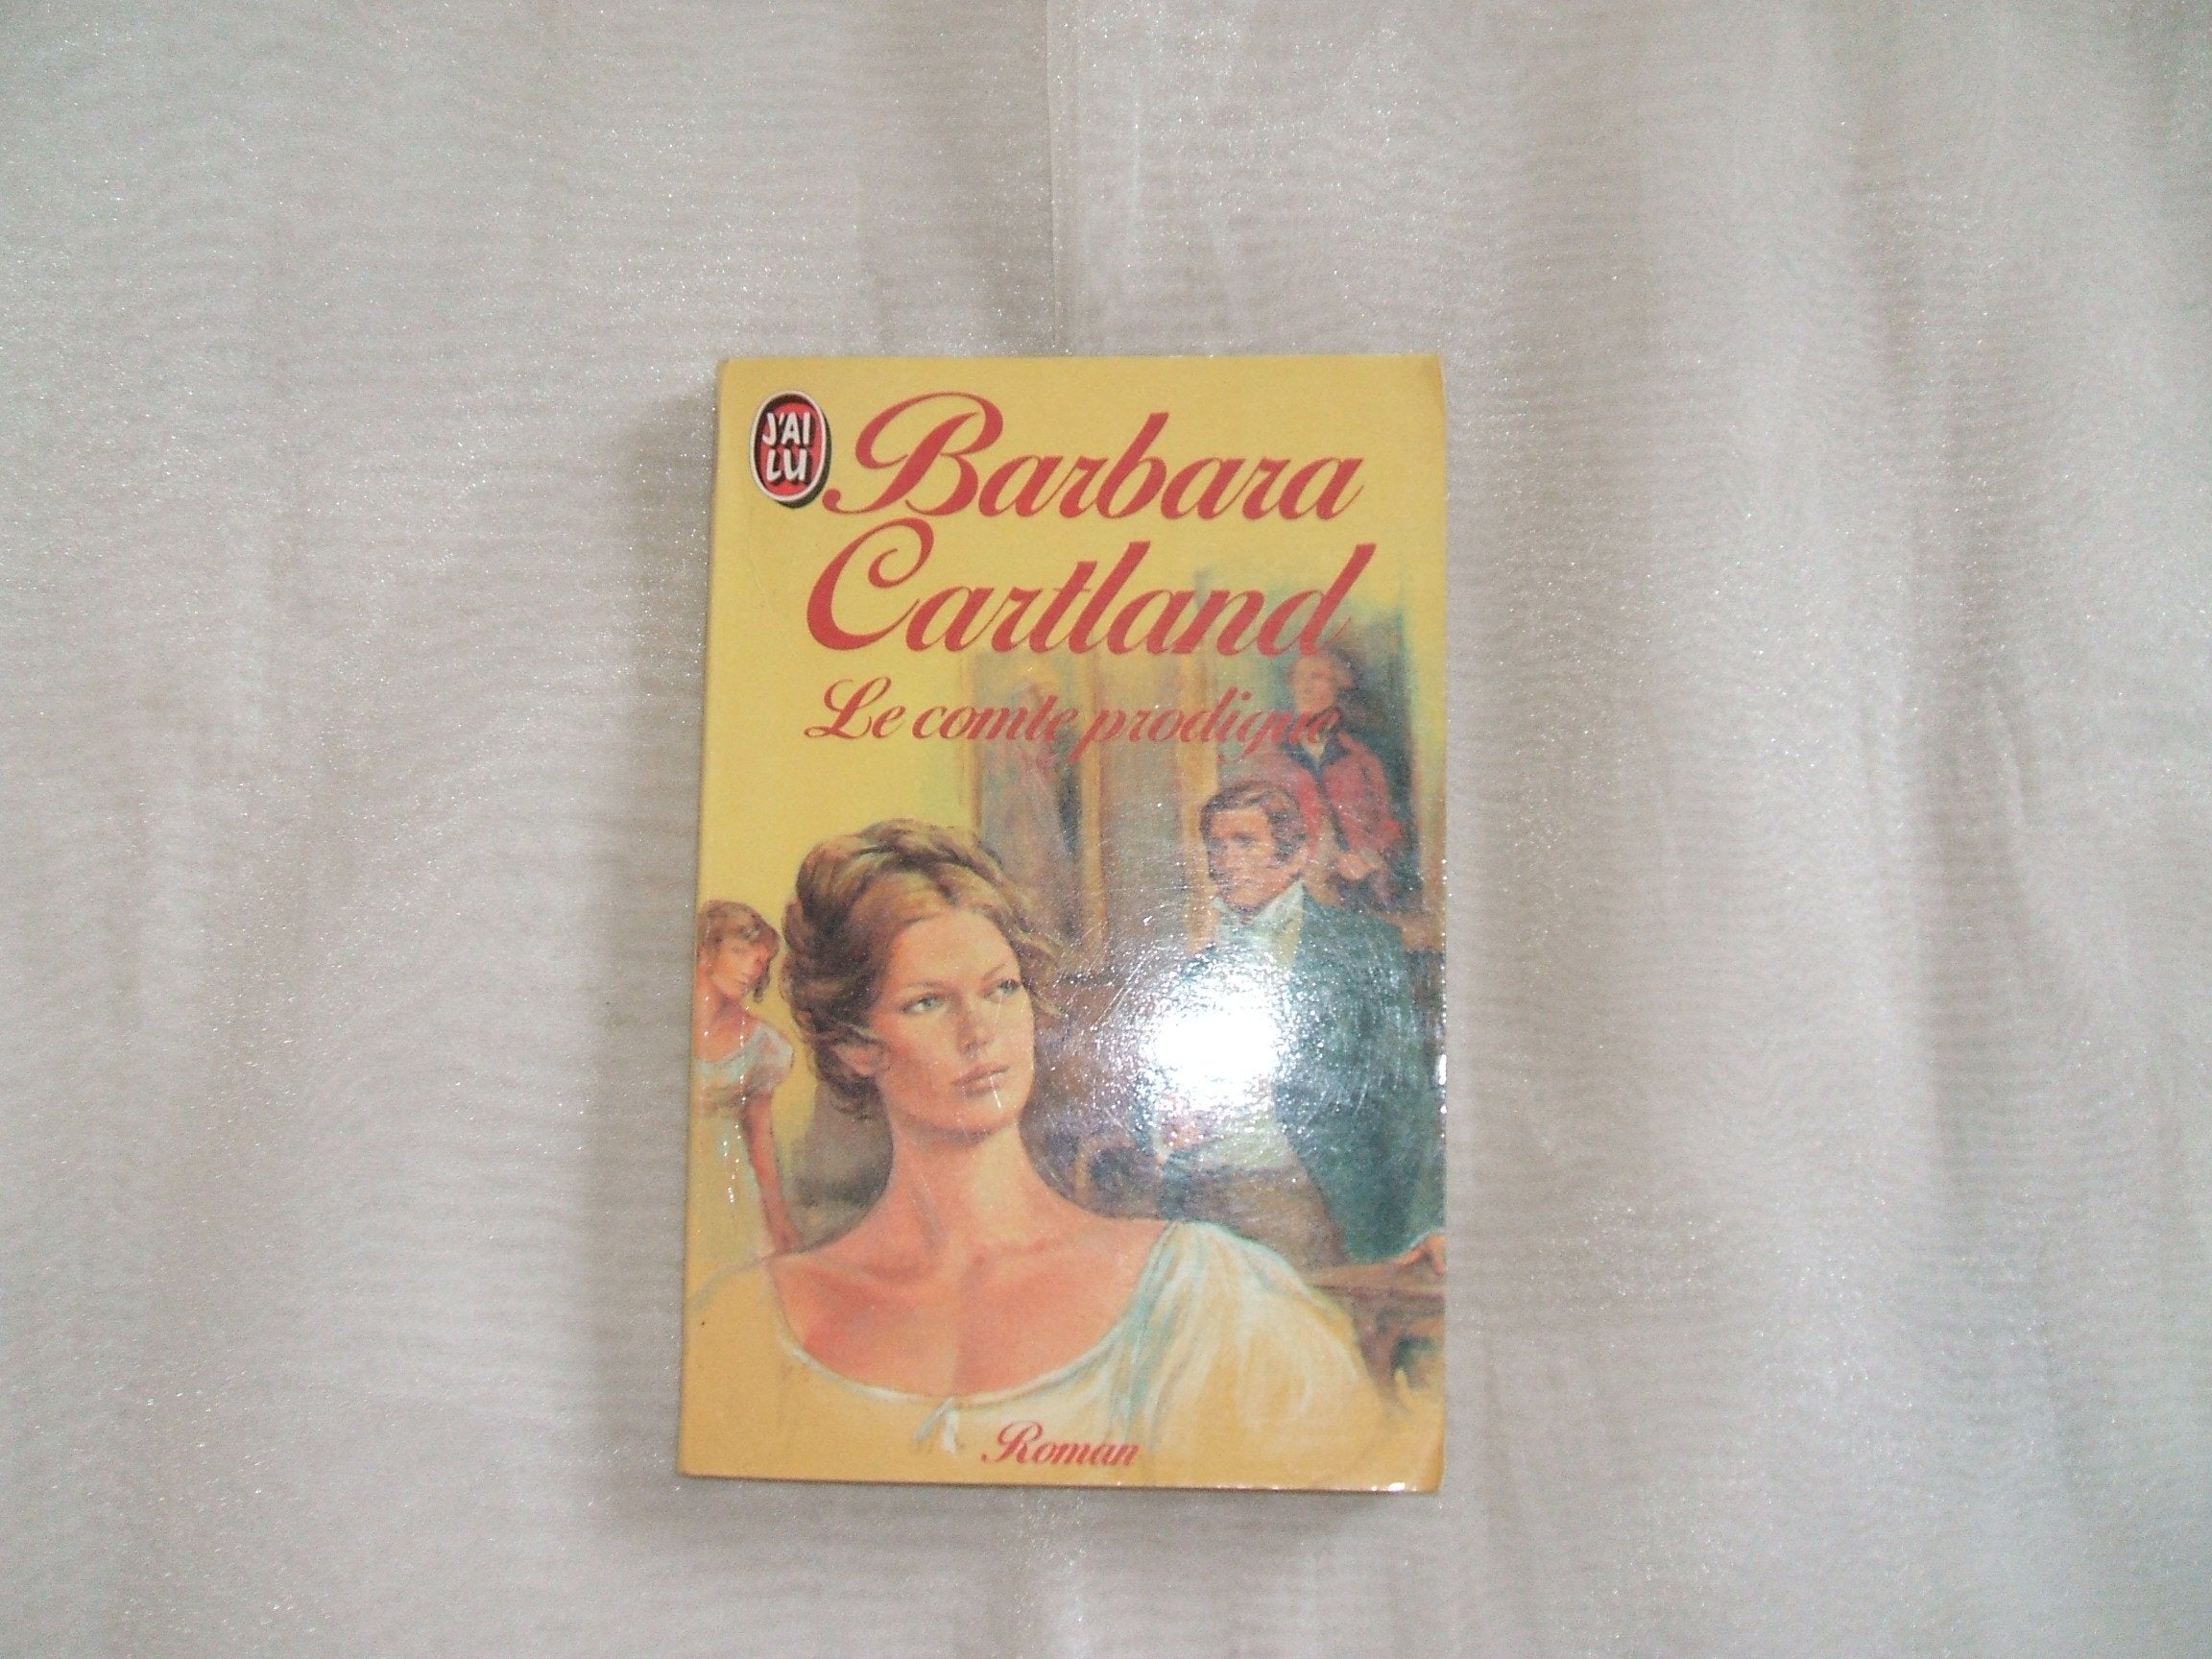 J'AI
LU
Barbara
Cartland
Le comte prodigue
Roman